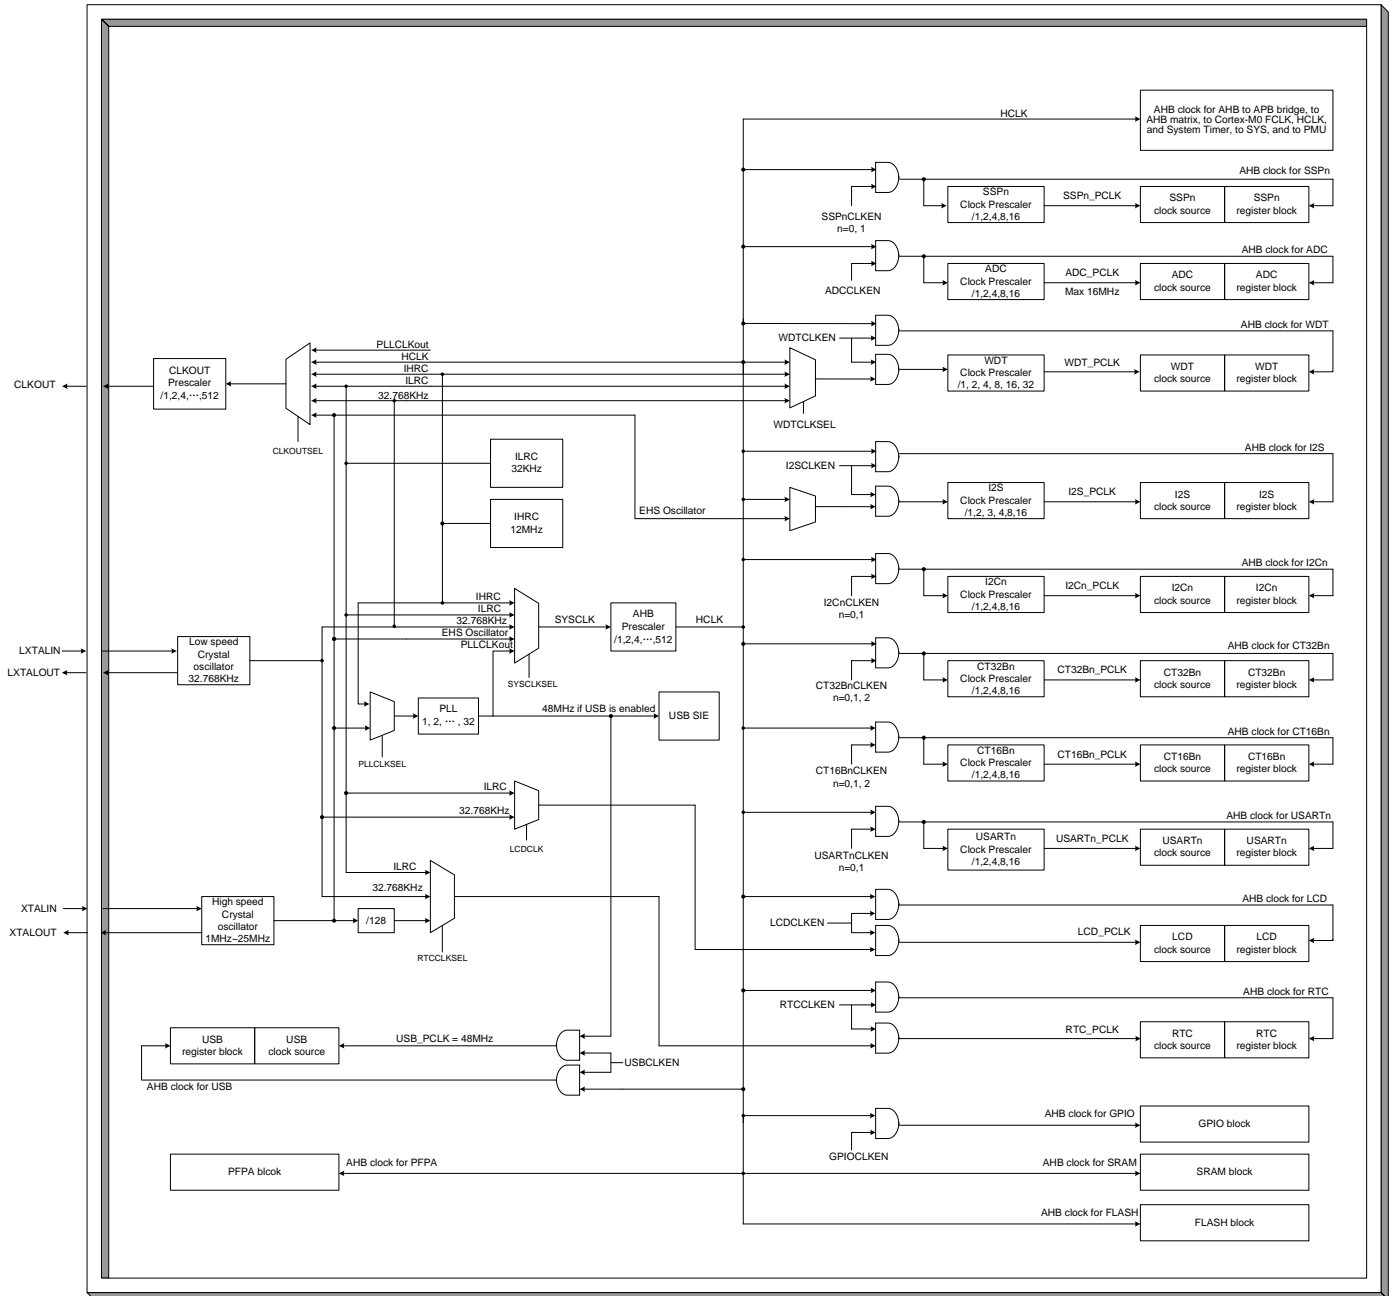 HCLK
AHB clock for AHB to APB bridge, to
AHB matrix, to Cortex-M0 FCLK, HCLK,
and System Timer, to SYS, and to PMU
AHB clock for SSPn
SSPnCLKEN
n=0, 1
SSPn
Clock Prescaler
/1,2,4,8,16
SSPn_PCLK
SSPn
clock source
SSPn
register block
AHB clock for ADC
ADCCLKEN
ADC
Clock Prescaler
/1,2,4,8,16
ADC_PCLK
Max 16MHz
ADC
clock source
ADC
register block
AHB clock for WDT
WDTCLKEN
WDT
Clock Prescaler
/1, 2, 4, 8, 16, 32
WDT_PCLK
WDT
clock source
WDT
register block
WDTCLKSEL
CLKOUT
CLKOUT
Prescaler
/1,2,4,⋯,512
PLLCLKout
HCLK
IHRC
ILRC
32.768KHz
CLKOUTSEL
ILRC
32KHz
IHRC
12MHz
EHS Oscillator
AHB clock for I2S
I2SCLKEN
I2S
Clock Prescaler
/1,2, 3, 4,8,16
I2S_PCLK
I2S
clock source
I2S
register block
AHB clock for I2Cn
I2CnCLKEN
n=0,1
I2Cn
Clock Prescaler
/1,2,4,8,16
I2Cn_PCLK
I2Cn
clock source
I2Cn
register block
IHRC
ILRC
32.768KHz
EHS Oscillator
PLLCLKout
SYSCLKSEL
SYSCLK
AHB
Prescaler
/1,2,4,⋯,512
HCLK
LXTALIN
LXTALOUT
Low speed
Crystal
oscillator
32.768KHz
AHB clock for CT32Bn
CT32BnCLKEN
n=0,1, 2
CT32Bn
Clock Prescaler
/1,2,4,8,16
CT32Bn_PCLK
CT32Bn
clock source
CT32Bn
register block
PLLCLKSEL
PLL
1, 2, ⋯ , 32
48MHz if USB is enabled
USB SIE
AHB clock for CT16Bn
CT16BnCLKEN
n=0,1, 2
CT16Bn
Clock Prescaler
/1,2,4,8,16
CT16Bn_PCLK
CT16Bn
clock source
CT16Bn
register block
ILRC
32.768KHz
LCDCLK
AHB clock for USARTn
USARTnCLKEN
n=0,1
USARTn
Clock Prescaler
/1,2,4,8,16
USARTn_PCLK
USARTn
clock source
USARTn
register block
ILRC
32.768KHz
/128
RTCCLKSEL
XTALIN
XTALOUT
High speed
Crystal
oscillator
1MHz~25MHz
AHB clock for LCD
LCDCLKEN
LCD_PCLK
LCD
clock source
LCD
register block
AHB clock for RTC
RTCCLKEN
RTC_PCLK
RTC
clock source
RTC
register block
USB
register block
USB
clock source
USB_PCLK = 48MHz
USBCLKEN
AHB clock for USB
GPIOCLKEN
AHB clock for GPIO
GPIO block
PFPA blcok
AHB clock for PFPA
AHB clock for SRAM
SRAM block
AHB clock for FLASH
FLASH block